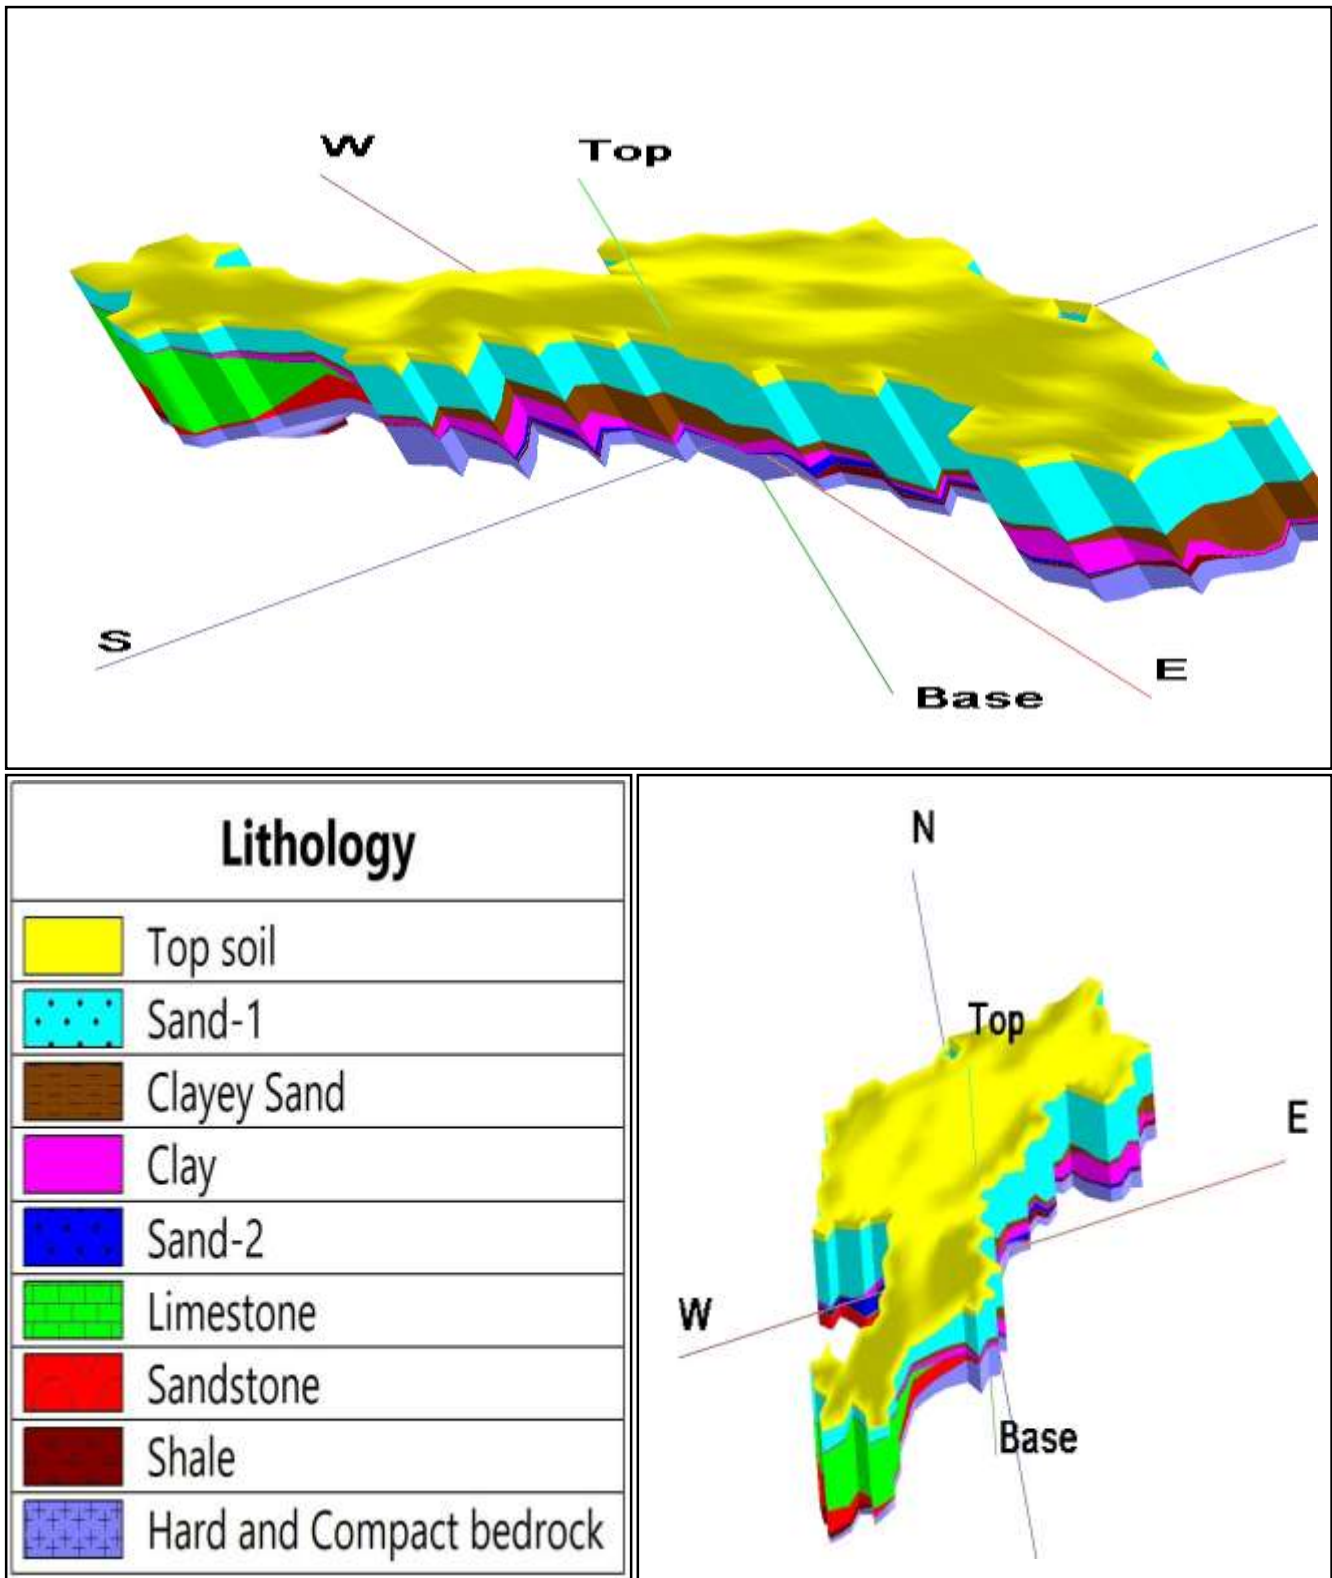 W
Top
S
E
Base
Lithology
Top soil
Sand-1
Clayey Sand
Clay
Sand-2
Limestone
Sandstone
Shale
Hard and Compact bedrock
N
Top
E
W
Base